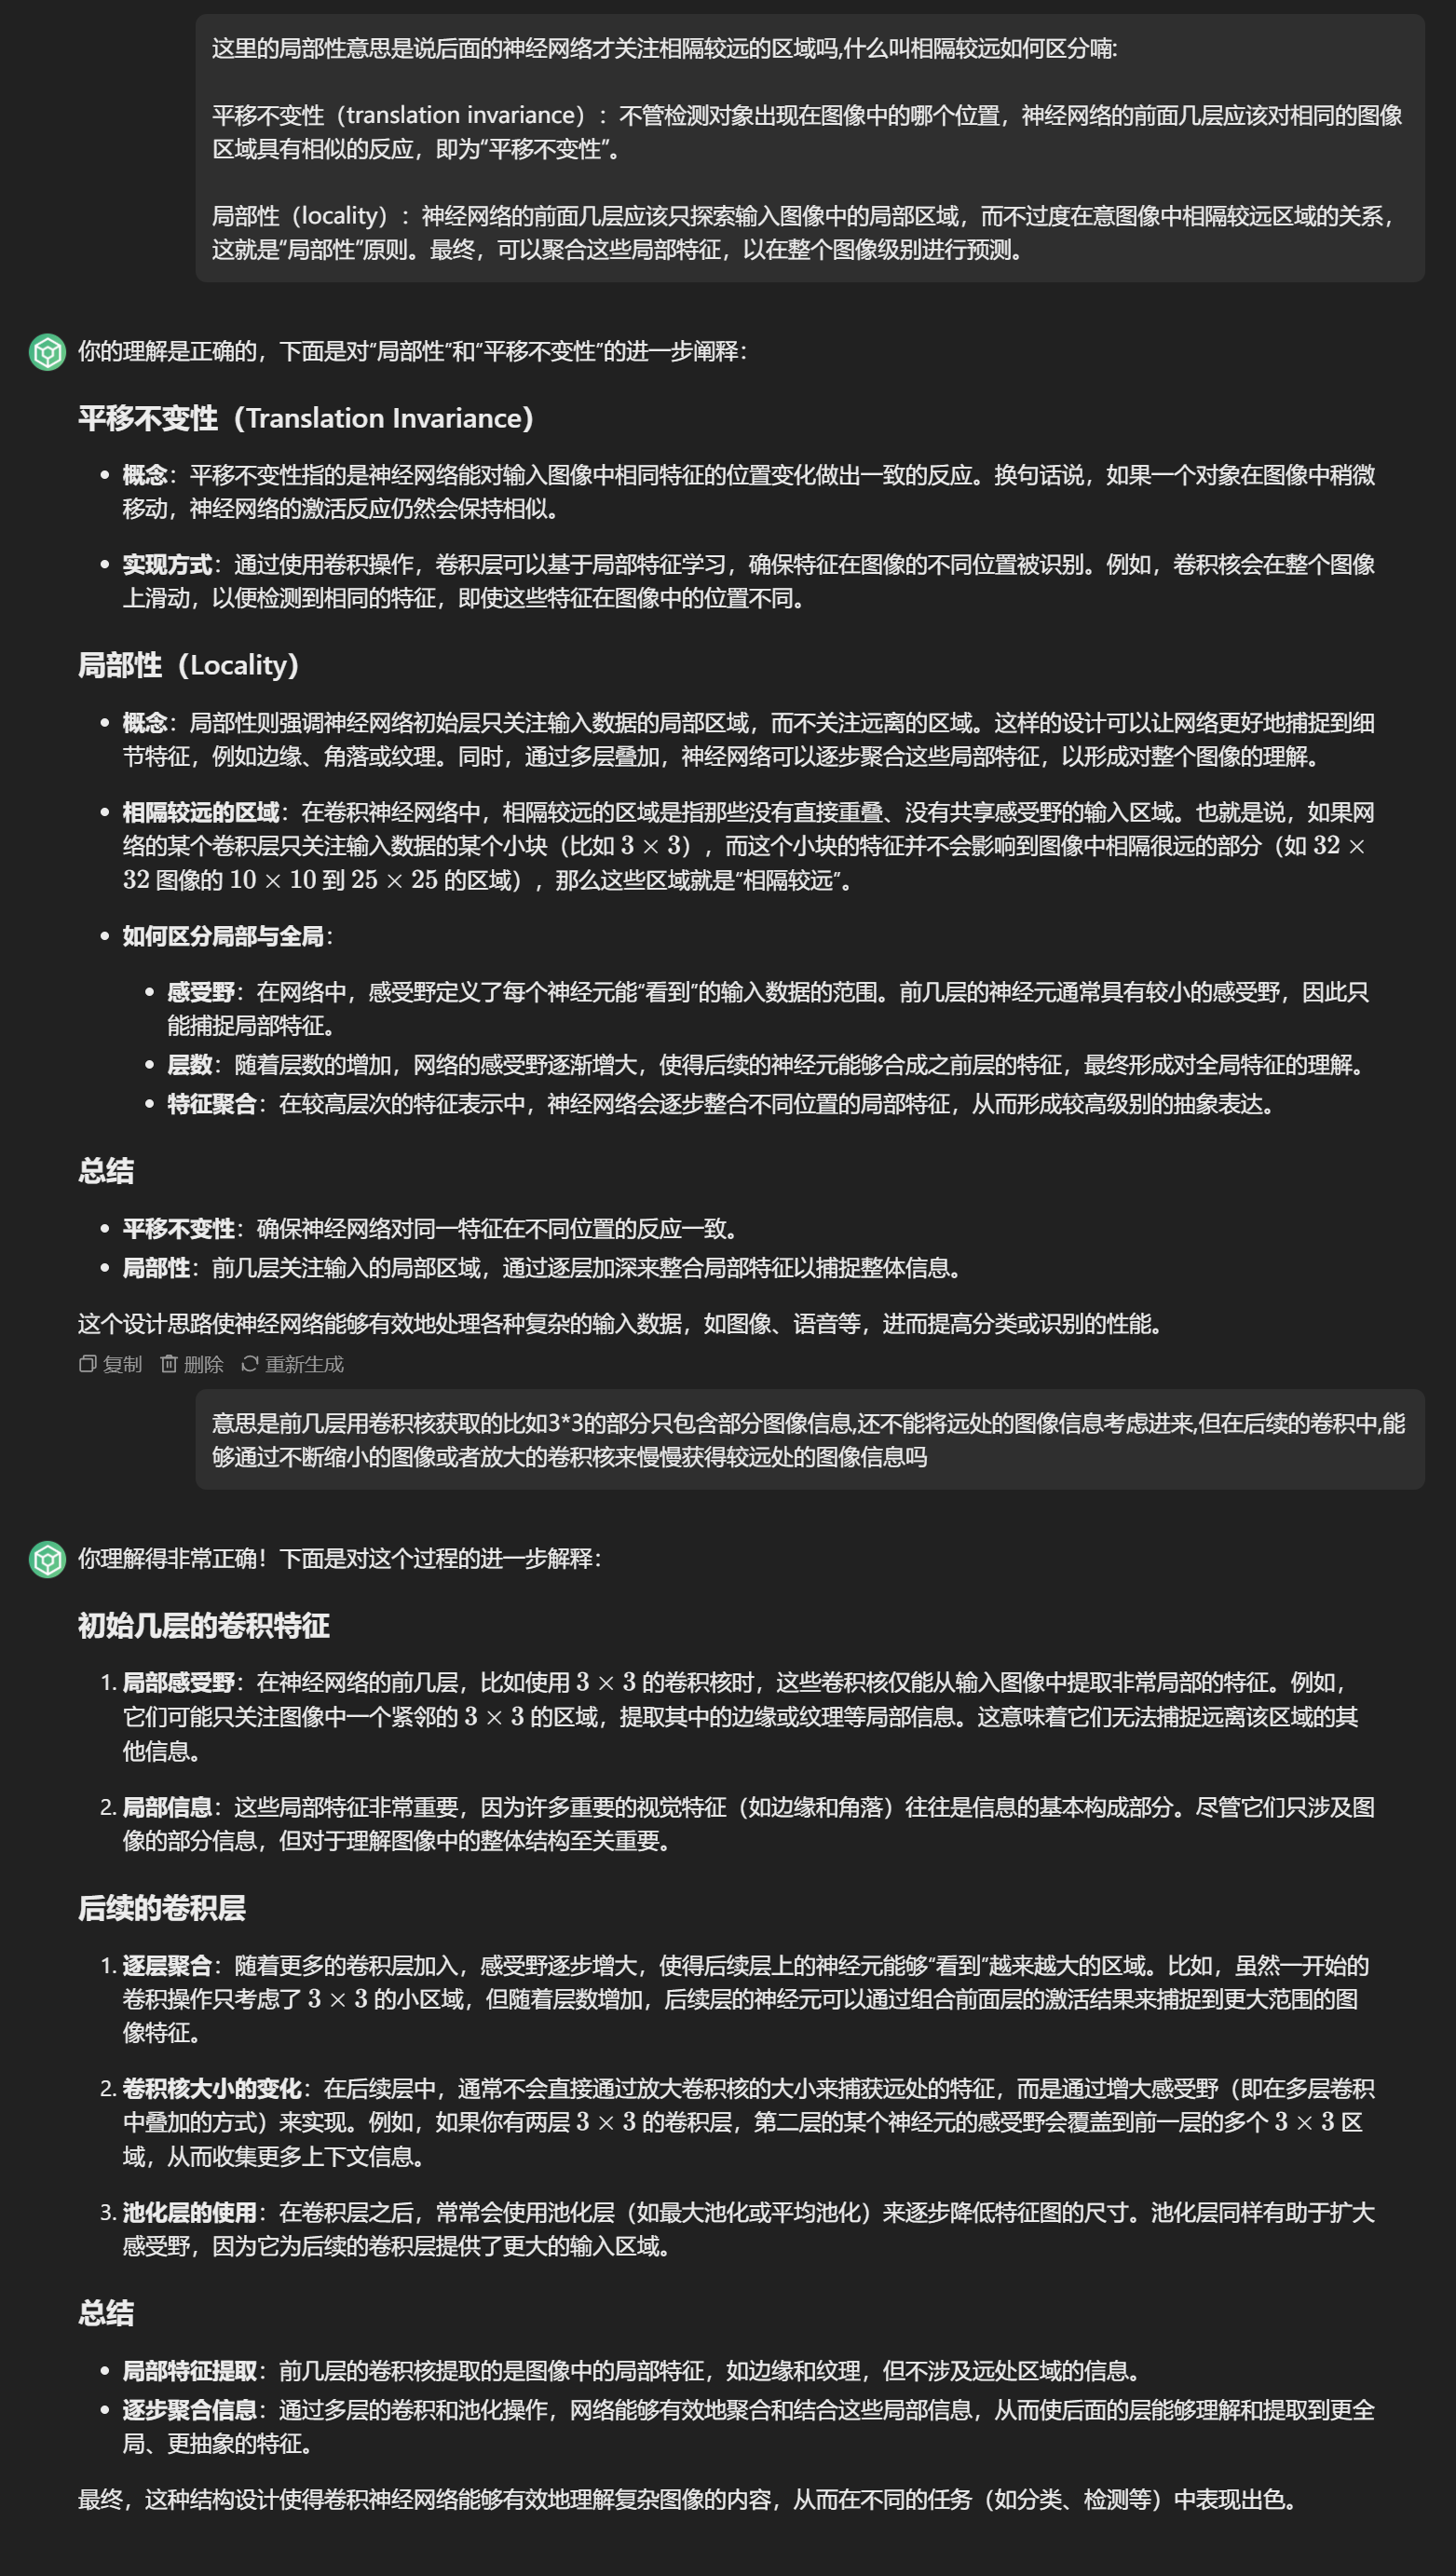 这里的局部性意思是说后面的神经网络才关注相隔较远的区域吗,什么叫相隔较远如何区分喃:
平移不变性（translation invariance）：不管检测对象出现在图像中的哪个位置，神经网络的前面几层应该对相同的图像
区域具有相似的反应，即为“平移不变性”。
局部性（locality）：神经网络的前面几层应该只探索输入图像中的局部区域，而不过度在意图像中相隔较远区域的关系，
这就是“局部性”原则。最终，可以聚合这些局部特征，以在整个图像级别进行预测。
你的理解是正确的，下面是对“局部性”和“平移不变性”的进一步阐释：
平移不变性（Translation Invariance）
• 概念：平移不变性指的是神经网络能对输入图像中相同特征的位置变化做出一致的反应。换句话说，如果一个对象在图像中稍微
移动，神经网络的激活反应仍然会保持相似。
• 实现方式：通过使用卷积操作，卷积层可以基于局部特征学习，确保特征在图像的不同位置被识别。例如，卷积核会在整个图像
上滑动，以便检测到相同的特征，即使这些特征在图像中的位置不同。
局部性（Locality）
• 概念：局部性则强调神经网络初始层只关注输入数据的局部区域，而不关注远离的区域。这样的设计可以让网络更好地捕捉到细
节特征，例如边缘、角落或纹理。同时，通过多层叠加，神经网络可以逐步聚合这些局部特征，以形成对整个图像的理解。
• 相隔较远的区域：在卷积神经网络中，相隔较远的区域是指那些没有直接重叠、没有共享感受野的输入区域。也就是说，如果网
络的某个卷积层只关注输入数据的某个小块（比如 3 × 3），而这个小块的特征并不会影响到图像中相隔很远的部分（如 32 ×
32 图像的 10 × 10 到 25 × 25 的区域），那么这些区域就是“相隔较远”。
• 如何区分局部与全局：
• 感受野：在网络中，感受野定义了每个神经元能“看到”的输入数据的范围。前几层的神经元通常具有较小的感受野，因此只
能捕捉局部特征。
• 层数：随着层数的增加，网络的感受野逐渐增大，使得后续的神经元能够合成之前层的特征，最终形成对全局特征的理解。
• 特征聚合：在较高层次的特征表示中，神经网络会逐步整合不同位置的局部特征，从而形成较高级别的抽象表达。
总结
• 平移不变性：确保神经网络对同一特征在不同位置的反应一致。
• 局部性：前几层关注输入的局部区域，通过逐层加深来整合局部特征以捕捉整体信息。
这个设计思路使神经网络能够有效地处理各种复杂的输入数据，如图像、语音等，进而提高分类或识别的性能。
复制 删除 重新生成
意思是前几层用卷积核获取的比如3*3的部分只包含部分图像信息,还不能将远处的图像信息考虑进来,但在后续的卷积中,能
够通过不断缩小的图像或者放大的卷积核来慢慢获得较远处的图像信息吗
你理解得非常正确！下面是对这个过程的进一步解释：
初始几层的卷积特征
1. 局部感受野：在神经网络的前几层，比如使用 3 × 3 的卷积核时，这些卷积核仅能从输入图像中提取非常局部的特征。例如，
它们可能只关注图像中一个紧邻的 3 × 3 的区域，提取其中的边缘或纹理等局部信息。这意味着它们无法捕捉远离该区域的其
他信息。
2. 局部信息：这些局部特征非常重要，因为许多重要的视觉特征（如边缘和角落）往往是信息的基本构成部分。尽管它们只涉及图
像的部分信息，但对于理解图像中的整体结构至关重要。
后续的卷积层
1. 逐层聚合：随着更多的卷积层加入，感受野逐步增大，使得后续层上的神经元能够“看到”越来越大的区域。比如，虽然一开始的
卷积操作只考虑了 3 × 3 的小区域，但随着层数增加，后续层的神经元可以通过组合前面层的激活结果来捕捉到更大范围的图
像特征。
2. 卷积核大小的变化：在后续层中，通常不会直接通过放大卷积核的大小来捕获远处的特征，而是通过增大感受野（即在多层卷积
中叠加的方式）来实现。例如，如果你有两层 3 × 3 的卷积层，第二层的某个神经元的感受野会覆盖到前一层的多个 3 × 3 区
域，从而收集更多上下文信息。
3. 池化层的使用：在卷积层之后，常常会使用池化层（如最大池化或平均池化）来逐步降低特征图的尺寸。池化层同样有助于扩大
感受野，因为它为后续的卷积层提供了更大的输入区域。
总结
• 局部特征提取：前几层的卷积核提取的是图像中的局部特征，如边缘和纹理，但不涉及远处区域的信息。
• 逐步聚合信息：通过多层的卷积和池化操作，网络能够有效地聚合和结合这些局部信息，从而使后面的层能够理解和提取到更全
局、更抽象的特征。
最终，这种结构设计使得卷积神经网络能够有效地理解复杂图像的内容，从而在不同的任务（如分类、检测等）中表现出色。